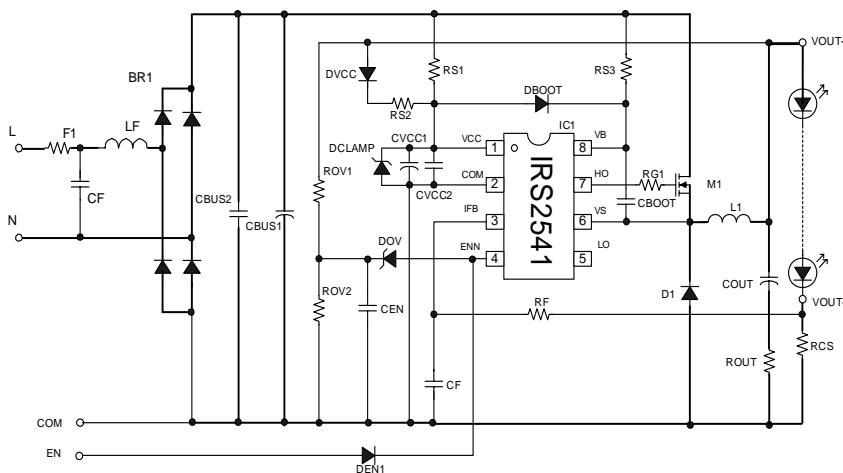 VOUT+
DVCC
RS1
RS3
BR1
DBOOT
RS2
IC1
L
F1
LF
DCLAMP
CVCC1
VCC
1
8
VB
IRS2541
ROV1
COM
2
7
HO
RG1
M1
CF
CVCC2
CBOOT
L1
N
CBUS2
CBUS1
IFB
3
6
VS
DOV
ENN
4
5
LO
ROV2
CEN
D1
COUT
VOUT-
RF
RCS
ROUT
CF
COM
EN
DEN1